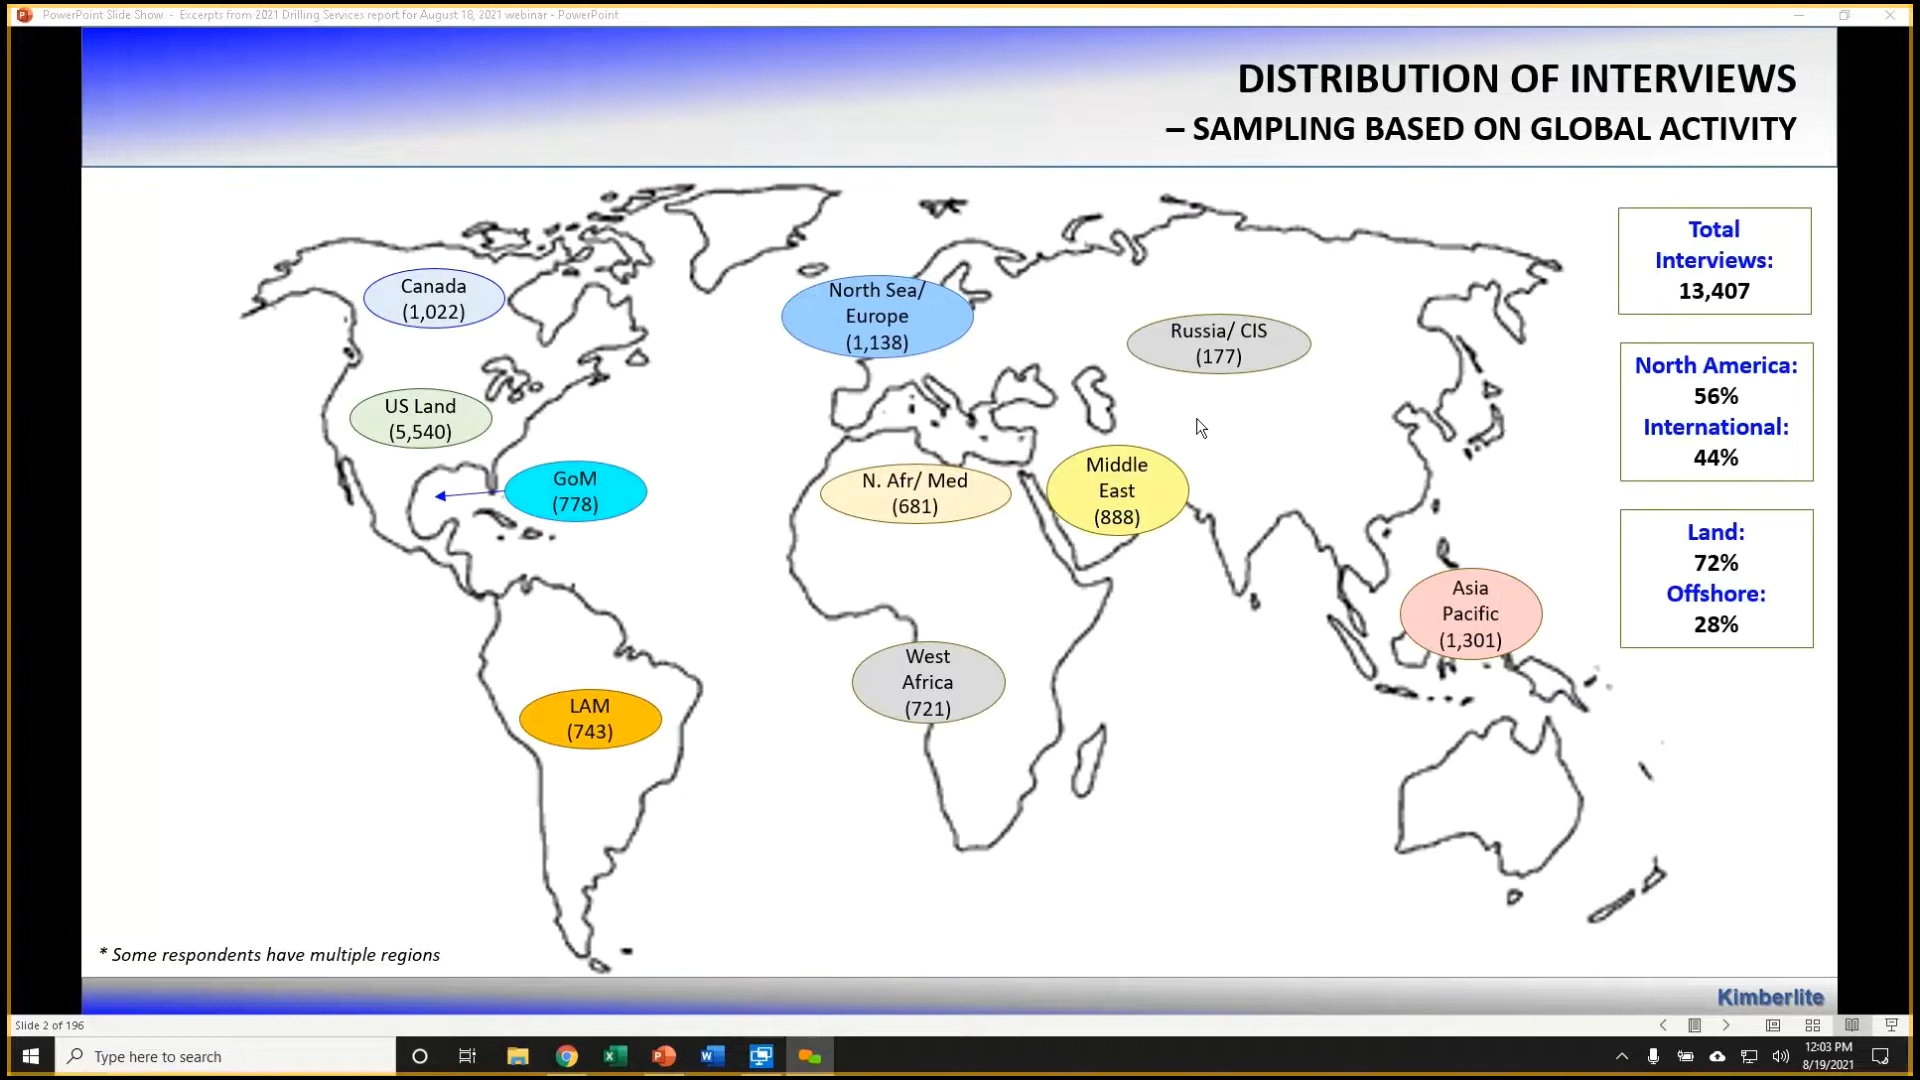 PowerPoint Slide Show - Excerpts from 2021 Drilling Services report for August 18, 2021 webinar - PowerPoint
DISTRIBUTION OF INTERVIEWS
– SAMPLING BASED ON GLOBAL ACTIVITY
Canada
(1,022)
North Sea/
Europe
(1,138)
Russia/ CIS
(177)
US Land
(5,540)
GoM
(778)
N. Afr/ Med
(681)
Middle
East
(888)
Asia
Pacific
(1,301)
West
Africa
(721)
LAM
(743)
Total
Interviews:
13,407
North America:
56%
International:
44%
Land:
72%
Offshore:
28%
* Some respondents have multiple regions
Kimberlite
Slide 2 of 196
Type here to search
12:03 PM
8/19/2021